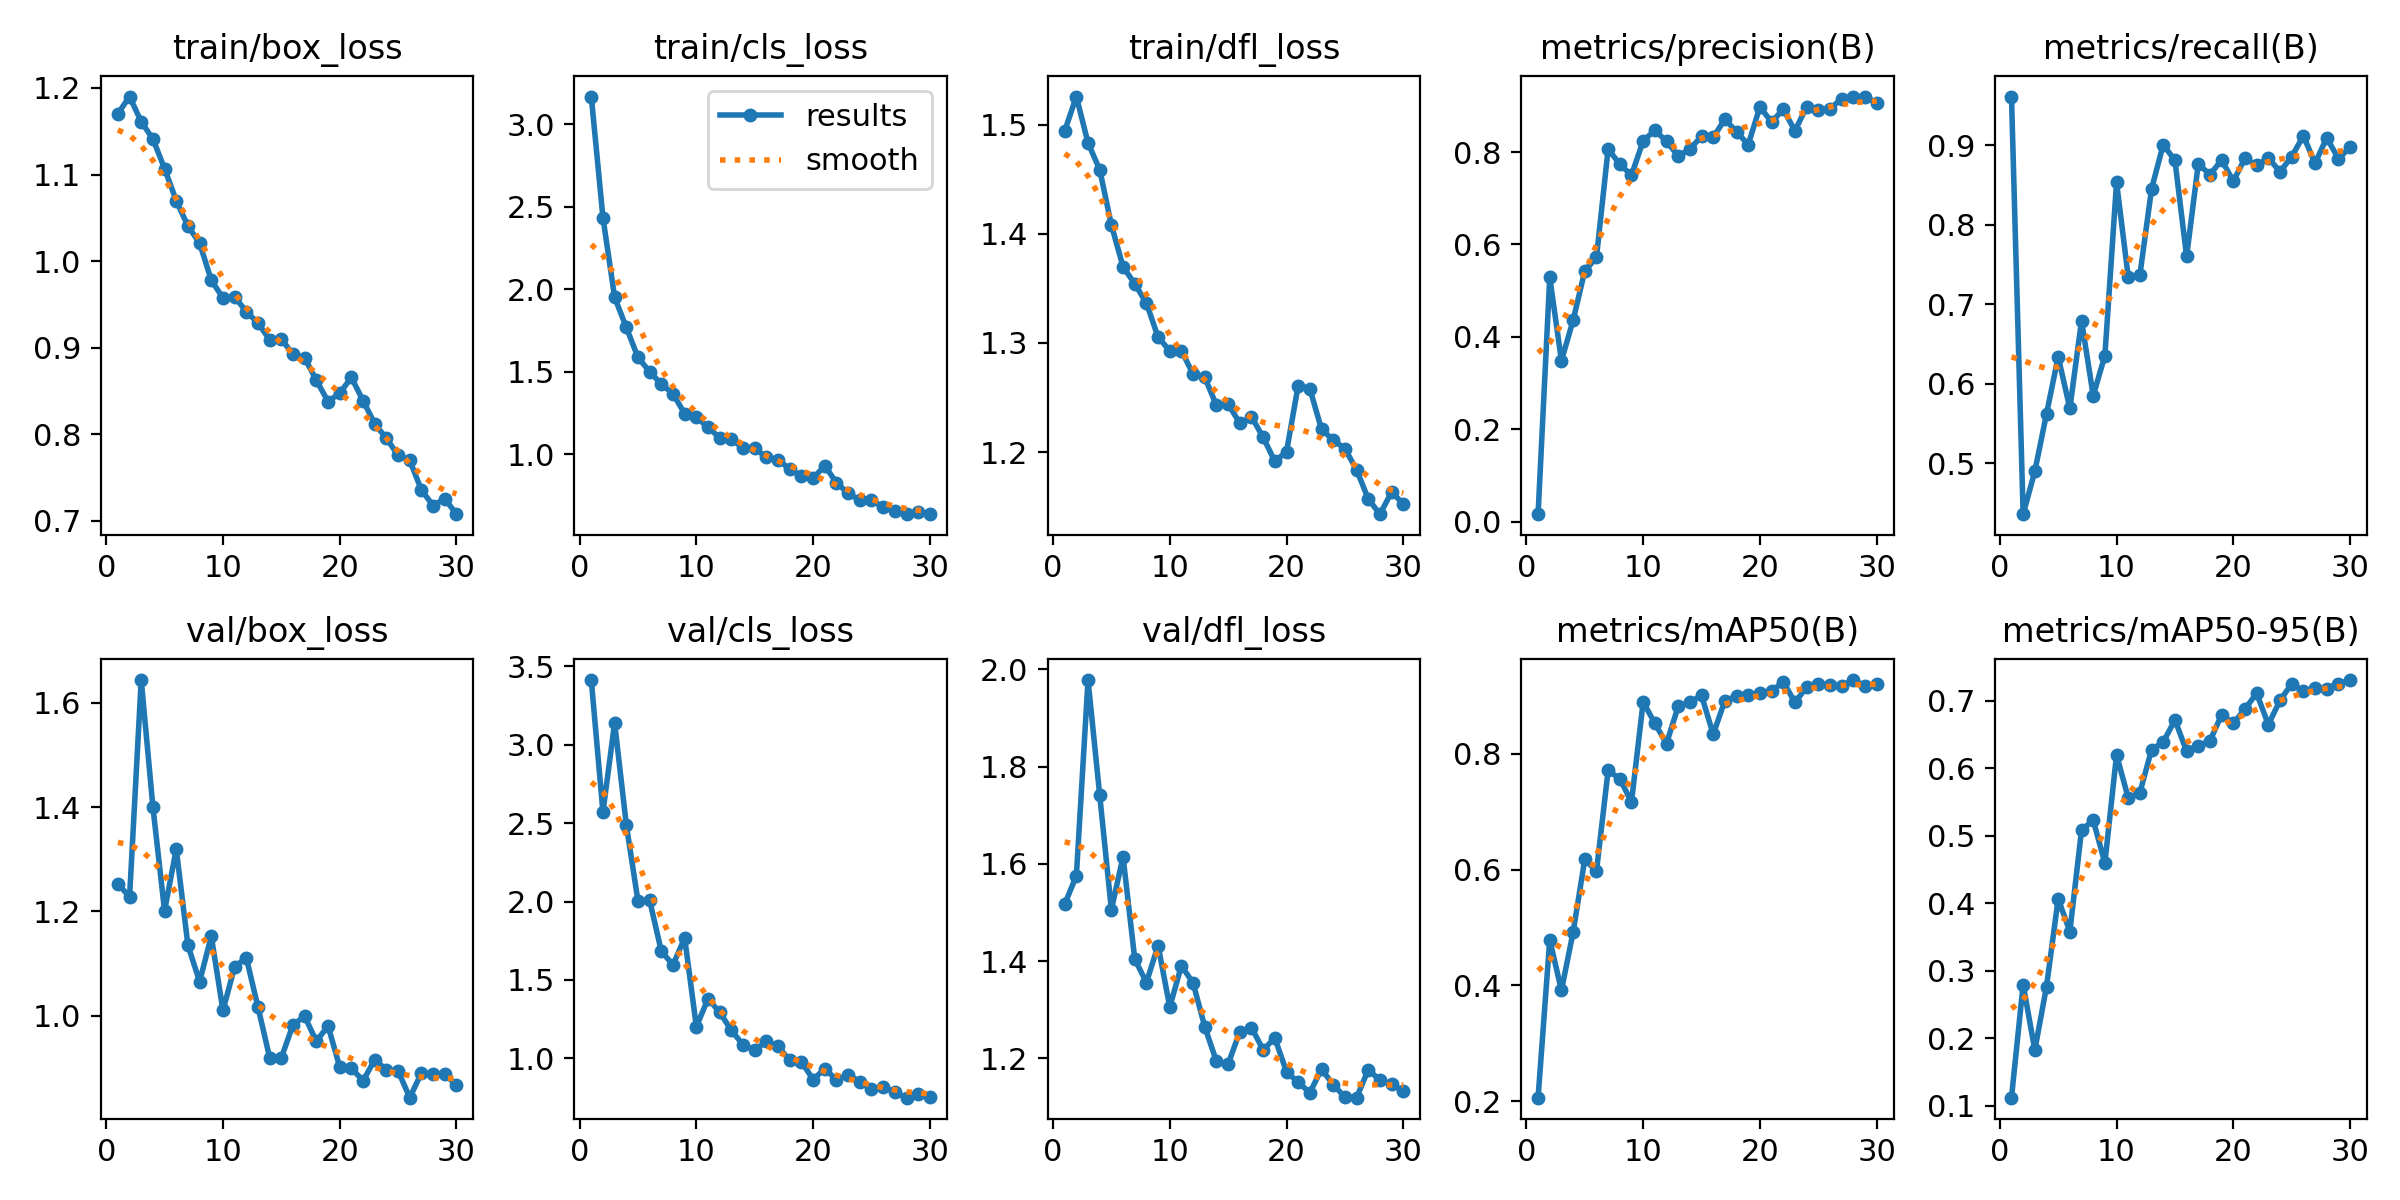 train/box_loss
1.2
1.1
1.0
0.9
0.8
0.7
0 10 20 30
train/cls_loss
results
smooth
3.0
2.5
2.0
1.5
1.0
0 10 20 30
train/dfl_loss
1.5
1.4
1.3
1.2
0 10 20 30
metrics/precision(B)
0.8
0.6
0.4
0.2
0.0
0 10 20 30
metrics/recall(B)
0.9
0.8
0.7
0.6
0.5
0 10 20 30
val/box_loss
1.6
1.4
1.2
1.0
0 10 20 30
val/cls_loss
3.5
3.0
2.5
2.0
1.5
1.0
0 10 20 30
val/dfl_loss
2.0
1.8
1.6
1.4
1.2
0 10 20 30
metrics/mAP50(B)
0.8
0.6
0.4
0.2
0 10 20 30
metrics/mAP50-95(B)
0.7
0.6
0.5
0.4
0.3
0.2
0.1
0 10 20 30